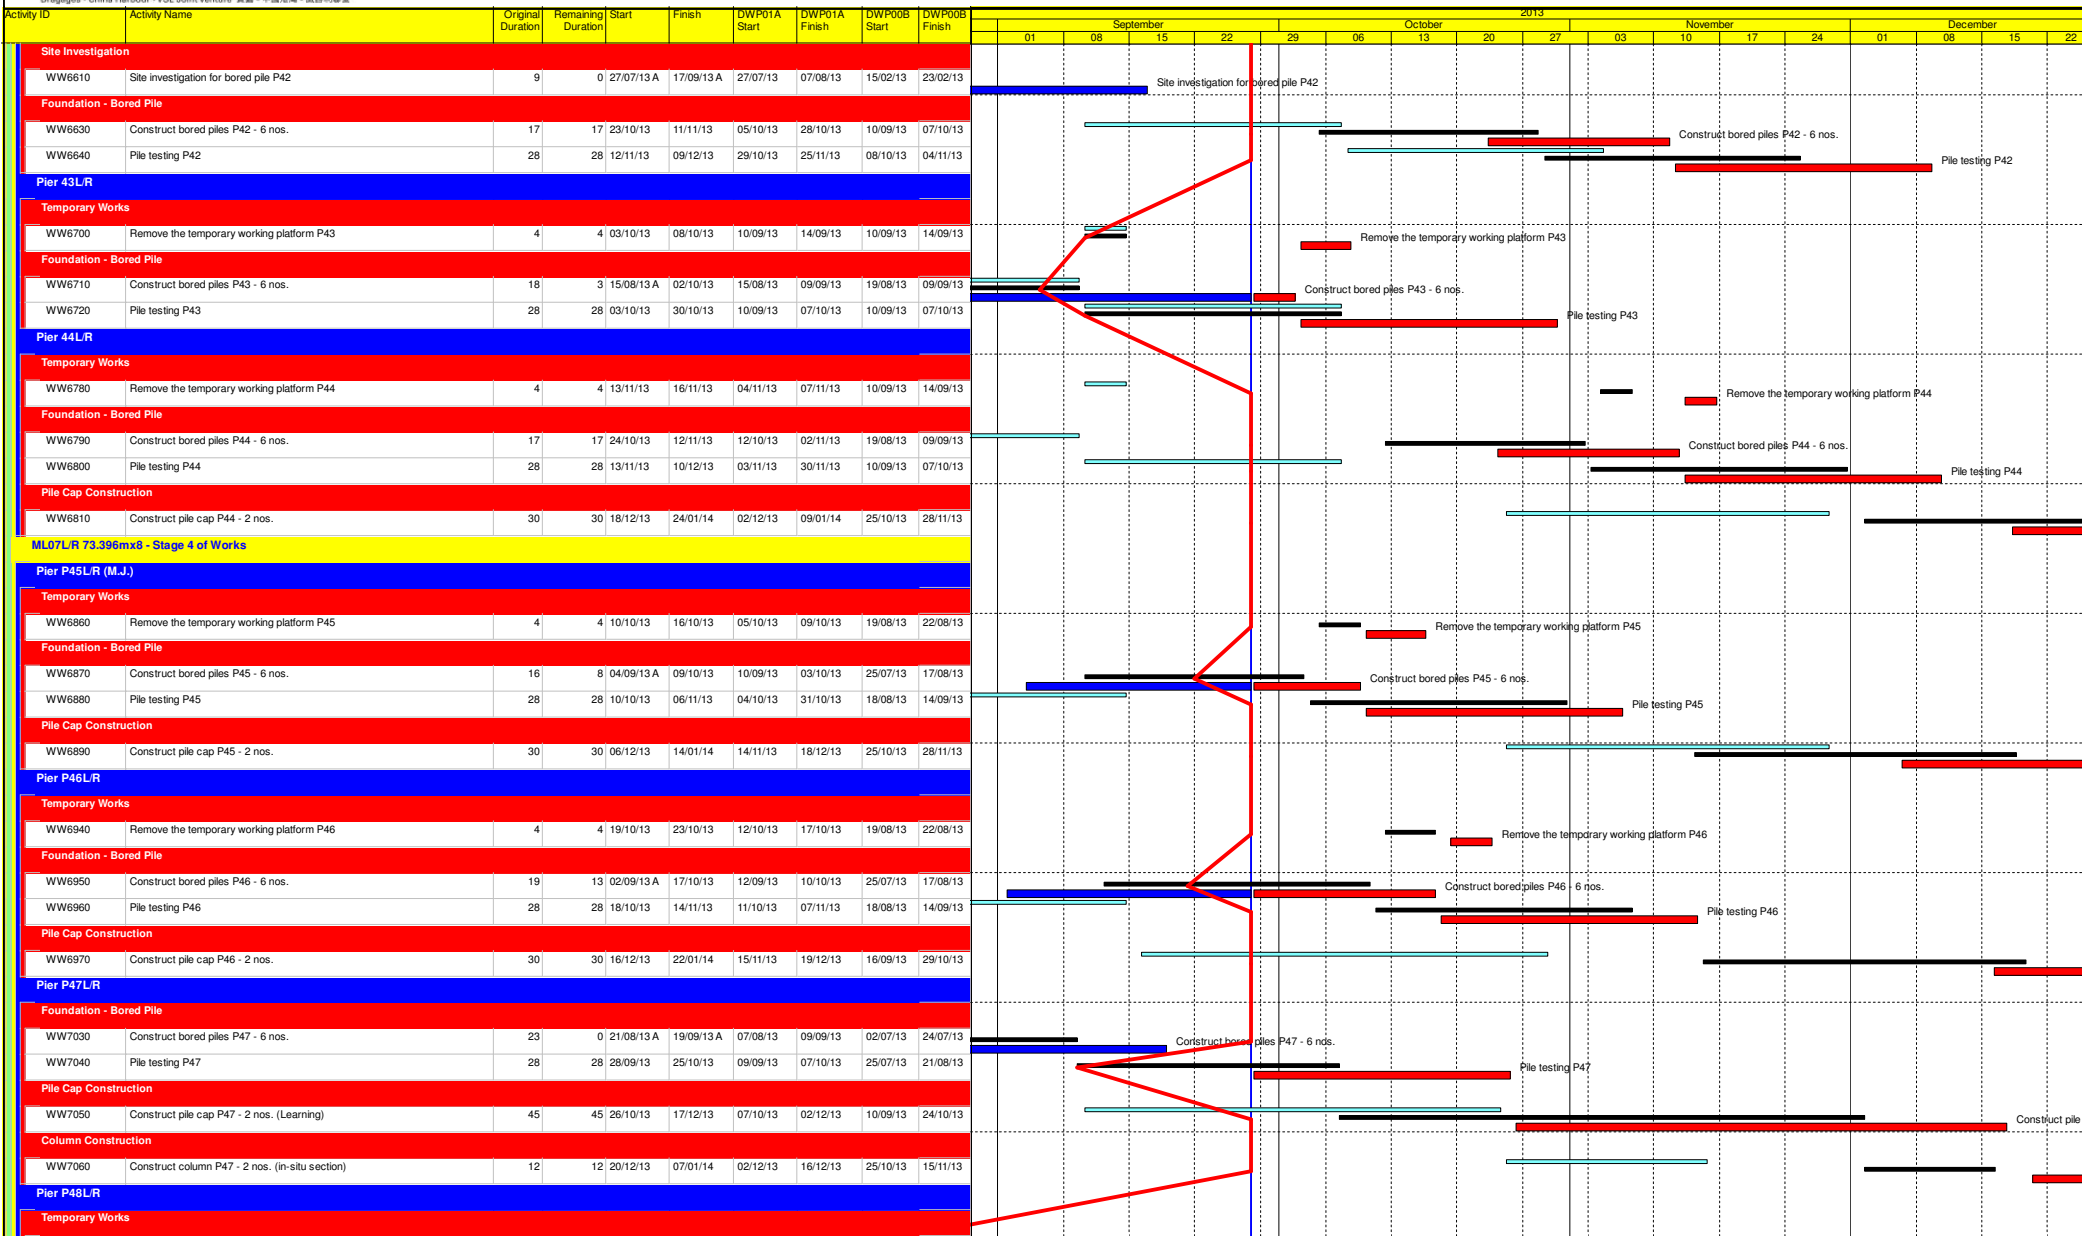 Activity ID Activity Name Original Duration Remaining Duration Start Finish DWP01A Start DWP01A Finish DWP00B Start DWP00B Finish
2013
September October November December
01 08 15 22 29 06 13 20 27 03 10 17 24 01 08 15 22
Site Investigation
WW6610 Site investigation for bored pile P42 9 0 27/07/13 A 17/09/13 A 27/07/13 07/08/13 15/02/13 23/02/13
Site investigation for bored pile P42
Foundation - Bored Pile
WW6630 Construct bored piles P42 - 6 nos. 17 17 23/10/13 11/11/13 05/10/13 28/10/13 10/09/13 07/10/13
Construct bored piles P42 - 6 nos.
WW6640 Pile testing P42 28 28 12/11/13 09/12/13 29/10/13 25/11/13 08/10/13 04/11/13
Pile testing P42
Pier 43L/R
Temporary Works
WW6700 Remove the temporary working platform P43 4 4 03/10/13 08/10/13 10/09/13 14/09/13 10/09/13 14/09/13
Remove the temporary working platform P43
Foundation - Bored Pile
WW6710 Construct bored piles P43 - 6 nos. 18 3 15/08/13 A 02/10/13 15/08/13 09/09/13 19/08/13 09/09/13
Construct bored piles P43 - 6 nos.
WW6720 Pile testing P43 28 28 03/10/13 30/10/13 10/09/13 07/10/13 10/09/13 07/10/13
Pile testing P43
Pier 44L/R
Temporary Works
WW6780 Remove the temporary working platform P44 4 4 13/11/13 16/11/13 04/11/13 07/11/13 10/09/13 14/09/13
Remove the temporary working platform P44
Foundation - Bored Pile
WW6790 Construct bored piles P44 - 6 nos. 17 17 24/10/13 12/11/13 12/10/13 02/11/13 19/08/13 09/09/13
Construct bored piles P44 - 6 nos.
WW6800 Pile testing P44 28 28 13/11/13 10/12/13 03/11/13 30/11/13 10/09/13 07/10/13
Pile testing P44
Pile Cap Construction
WW6810 Construct pile cap P44 - 2 nos. 30 30 18/12/13 24/01/14 02/12/13 09/01/14 25/10/13 28/11/13
ML07L/R 73.396mx8 - Stage 4 of Works
Pier P45L/R (M.J.)
Temporary Works
WW6860 Remove the temporary working platform P45 4 4 10/10/13 16/10/13 05/10/13 09/10/13 19/08/13 22/08/13
Remove the temporary working platform P45
Foundation - Bored Pile
WW6870 Construct bored piles P45 - 6 nos. 16 8 04/09/13 A 09/10/13 10/09/13 03/10/13 25/07/13 17/08/13
Construct bored piles P45 - 6 nos.
WW6880 Pile testing P45 28 28 10/10/13 06/11/13 04/10/13 31/10/13 18/08/13 14/09/13
Pile testing P45
Pile Cap Construction
WW6890 Construct pile cap P45 - 2 nos. 30 30 06/12/13 14/01/14 14/11/13 18/12/13 25/10/13 28/11/13
Pier P46L/R
Temporary Works
WW6940 Remove the temporary working platform P46 4 4 19/10/13 23/10/13 12/10/13 17/10/13 19/08/13 22/08/13
Remove the temporary working platform P46
Foundation - Bored Pile
WW6950 Construct bored piles P46 - 6 nos. 19 13 02/09/13 A 17/10/13 12/09/13 10/10/13 25/07/13 17/08/13
Construct bored piles P46 - 6 nos.
WW6960 Pile testing P46 28 28 18/10/13 14/11/13 11/10/13 07/11/13 18/08/13 14/09/13
Pile testing P46
Pile Cap Construction
WW6970 Construct pile cap P46 - 2 nos. 30 30 16/12/13 22/01/14 15/11/13 19/12/13 16/09/13 29/10/13
Pier P47L/R
Foundation - Bored Pile
WW7030 Construct bored piles P47 - 6 nos. 23 0 21/08/13 A 19/09/13 A 07/08/13 09/09/13 02/07/13 24/07/13
Construct bored piles P47 - 6 nos.
WW7040 Pile testing P47 28 28 28/09/13 25/10/13 09/09/13 07/10/13 25/07/13 21/08/13
Pile testing P47
Pile Cap Construction
WW7050 Construct pile cap P47 - 2 nos. (Learning) 45 45 26/10/13 17/12/13 07/10/13 02/12/13 10/09/13 24/10/13
Construct pile
Column Construction
WW7060 Construct column P47 - 2 nos. (in-situ section) 12 12 20/12/13 07/01/14 02/12/13 16/12/13 25/10/13 15/11/13
Pier P48L/R
Temporary Works